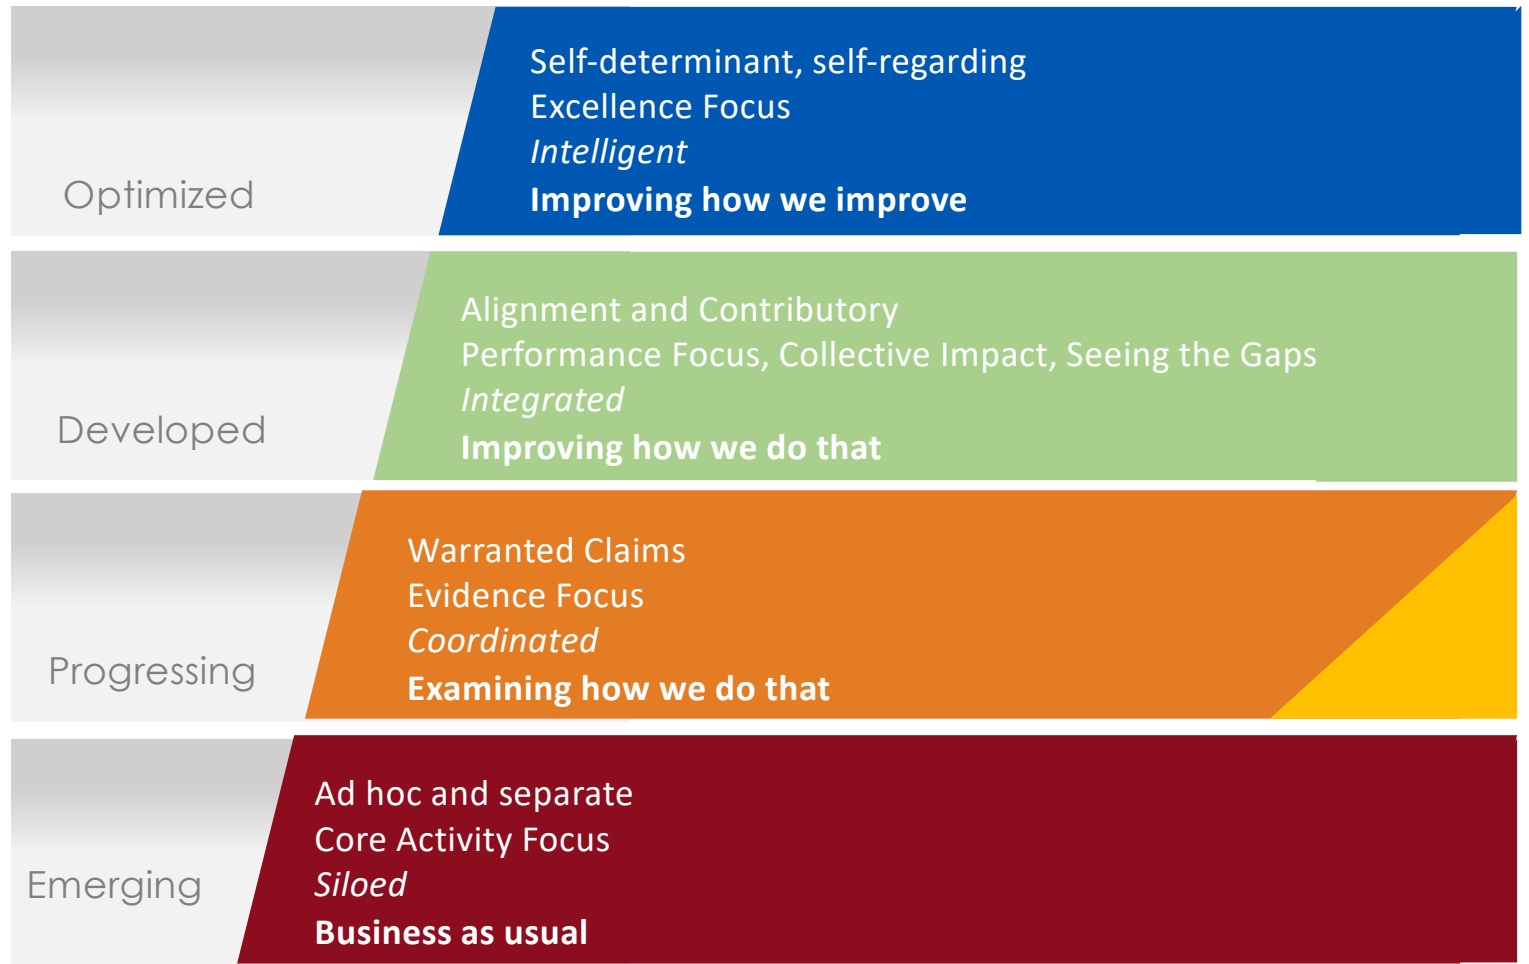 Self-determinant, self-regarding
Excellence Focus
Intelligent
Improving how we improve
Optimized
Alignment and Contributory
Performance Focus, Collective Impact, Seeing the Gaps
Integrated
Improving how we do that
Developed
Warranted Claims
Evidence Focus
Coordinated
Examining how we do that
Progressing
Ad hoc and separate
Core Activity Focus
Siloed
Business as usual
Emerging